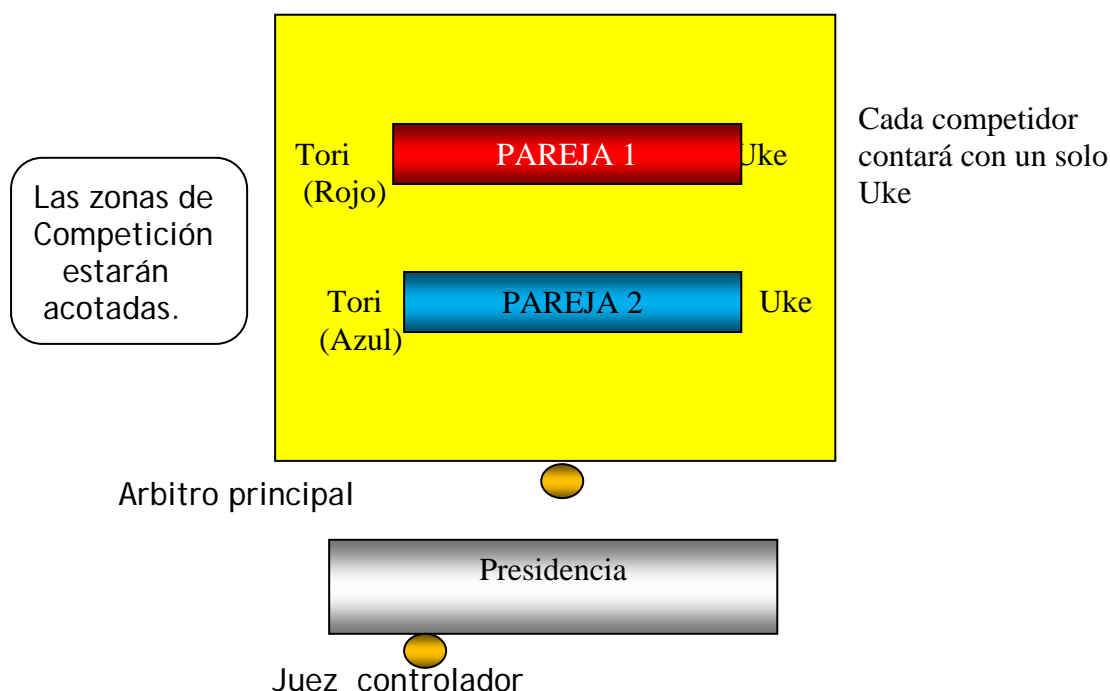 Tori
(Rojo)
PAREJA 1
Uke
Cada competidor
contará con un solo
Uke
Las zonas de
Competición
estarán
acotadas.
Tori
(Azul)
PAREJA 2
Uke
Arbitro principal
Presidencia
Juez controlador